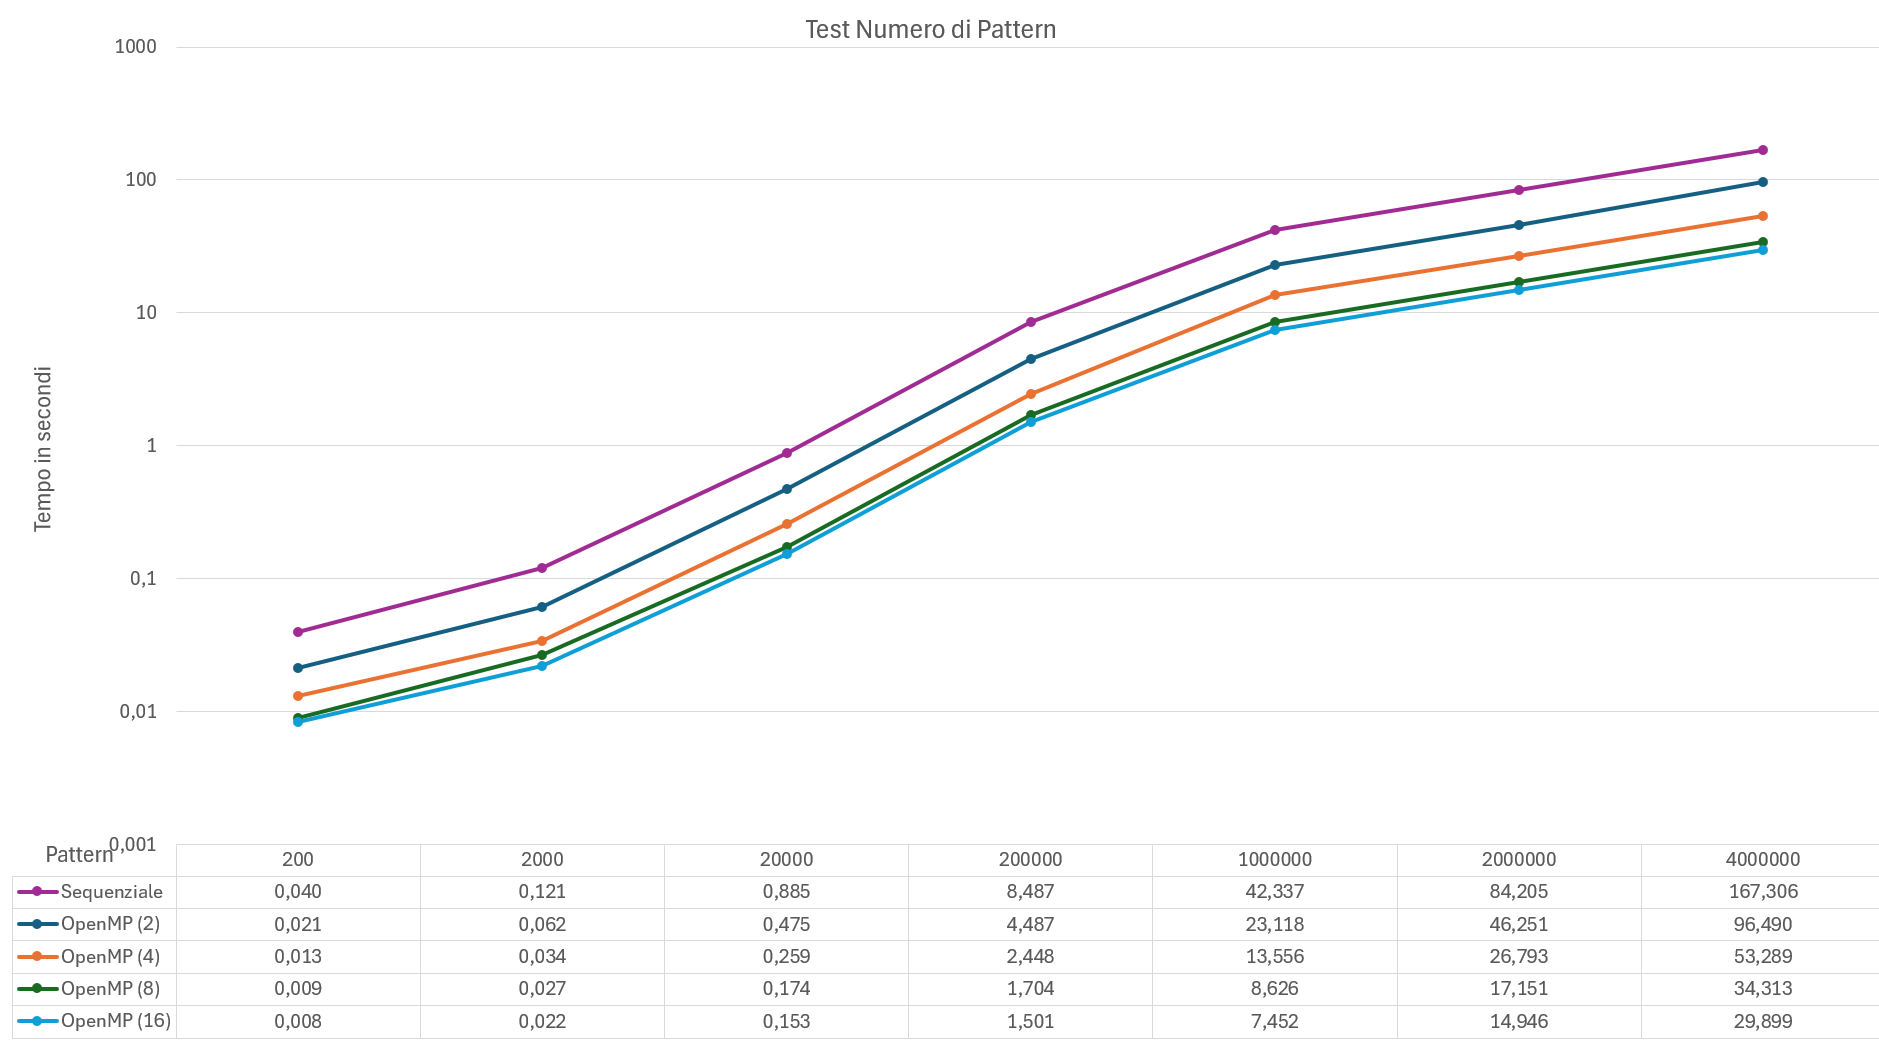 Test Numero di Pattern
1000
100
10
1
0,1
0,01
0,001
Tempo in secondi
Pattern 200 2000 20000 200000 1000000 2000000 4000000
Sequenziale 0,040 0,121 0,885 8,487 42,337 84,205 167,306
OpenMP (2) 0,021 0,062 0,475 4,487 23,118 46,251 96,490
OpenMP (4) 0,013 0,034 0,259 2,448 13,556 26,793 53,289
OpenMP (8) 0,009 0,027 0,174 1,704 8,626 17,151 34,313
OpenMP (16) 0,008 0,022 0,153 1,501 7,452 14,946 29,899